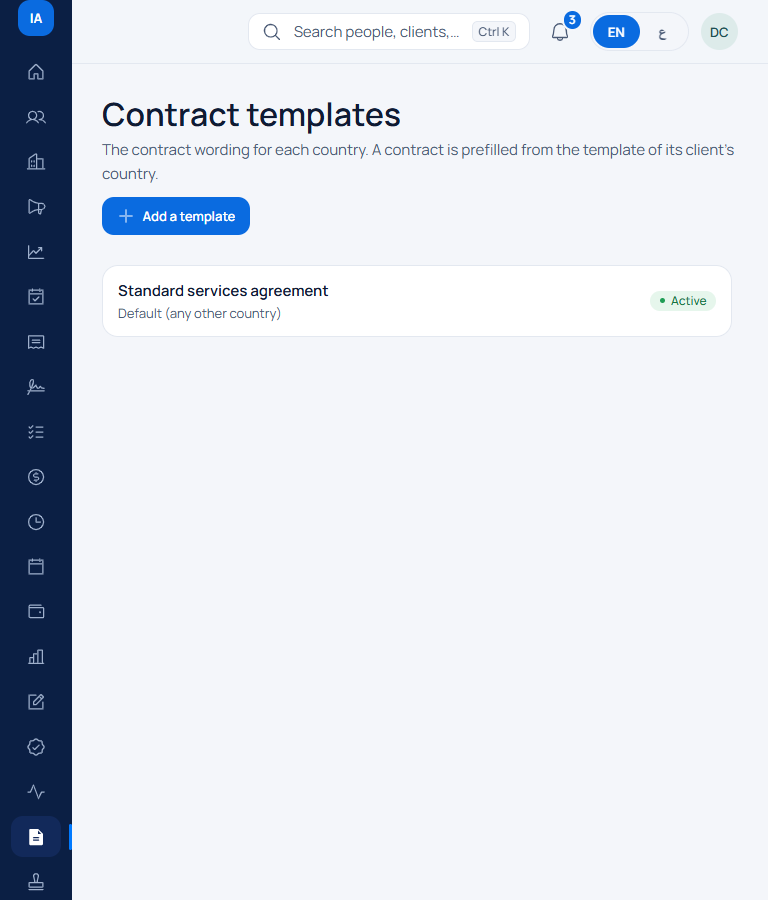 IA
Search people, clients,...
Ctrl K
3
EN
ع
DC
Contract templates
The contract wording for each country. A contract is prefilled from the template of its client's
country.
Add a template
Standard services agreement
Default (any other country)
Active